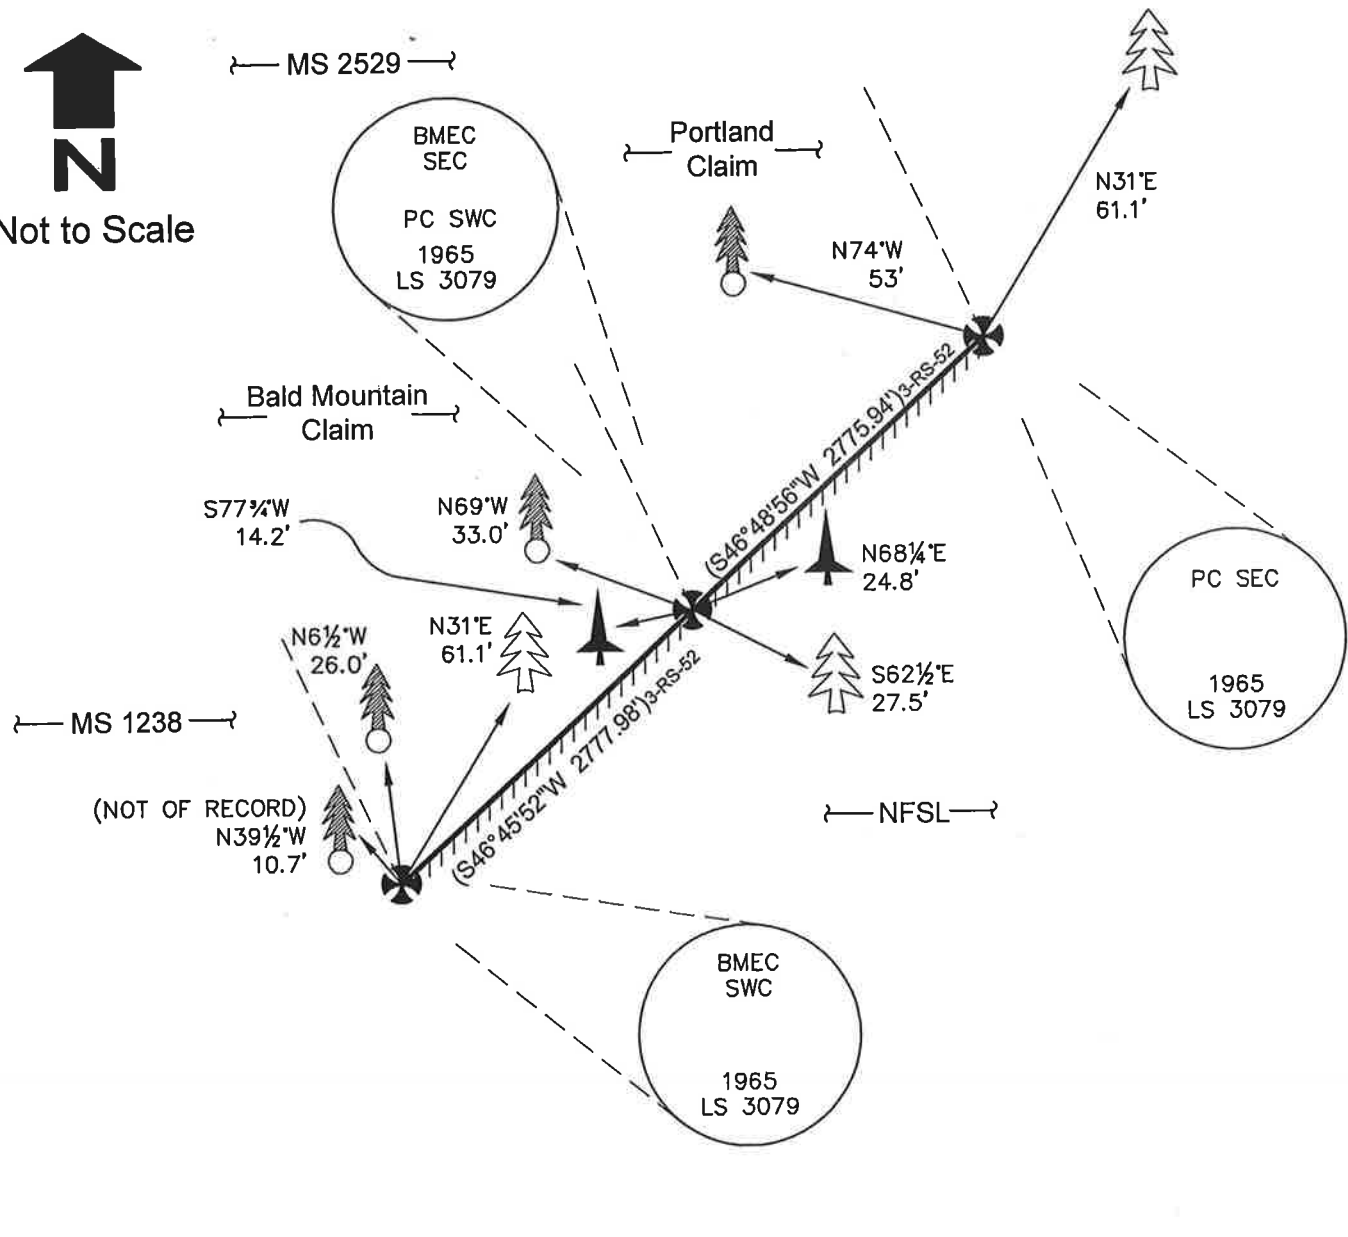 N
Not to Scale
MS 2529
BMEC
SEC
PC SWC
1965
LS 3079
Portland
Claim
N31°E
61.1'
N74°W
53'
(S46°48'56"W 2775.94')3-RS-52
Bald Mountain
Claim
S77¾°W
14.2'
N69°W
33.0'
N68¼°E
24.8'
PC SEC
1965
LS 3079
N31°E
61.1'
N6½°W
26.0'
S62½°E
27.5'
MS 1238
(S46°45'52"W 2777.98')3-RS-52
(NOT OF RECORD)
N39½°W
10.7'
NFSL
BMEC
SWC
1965
LS 3079